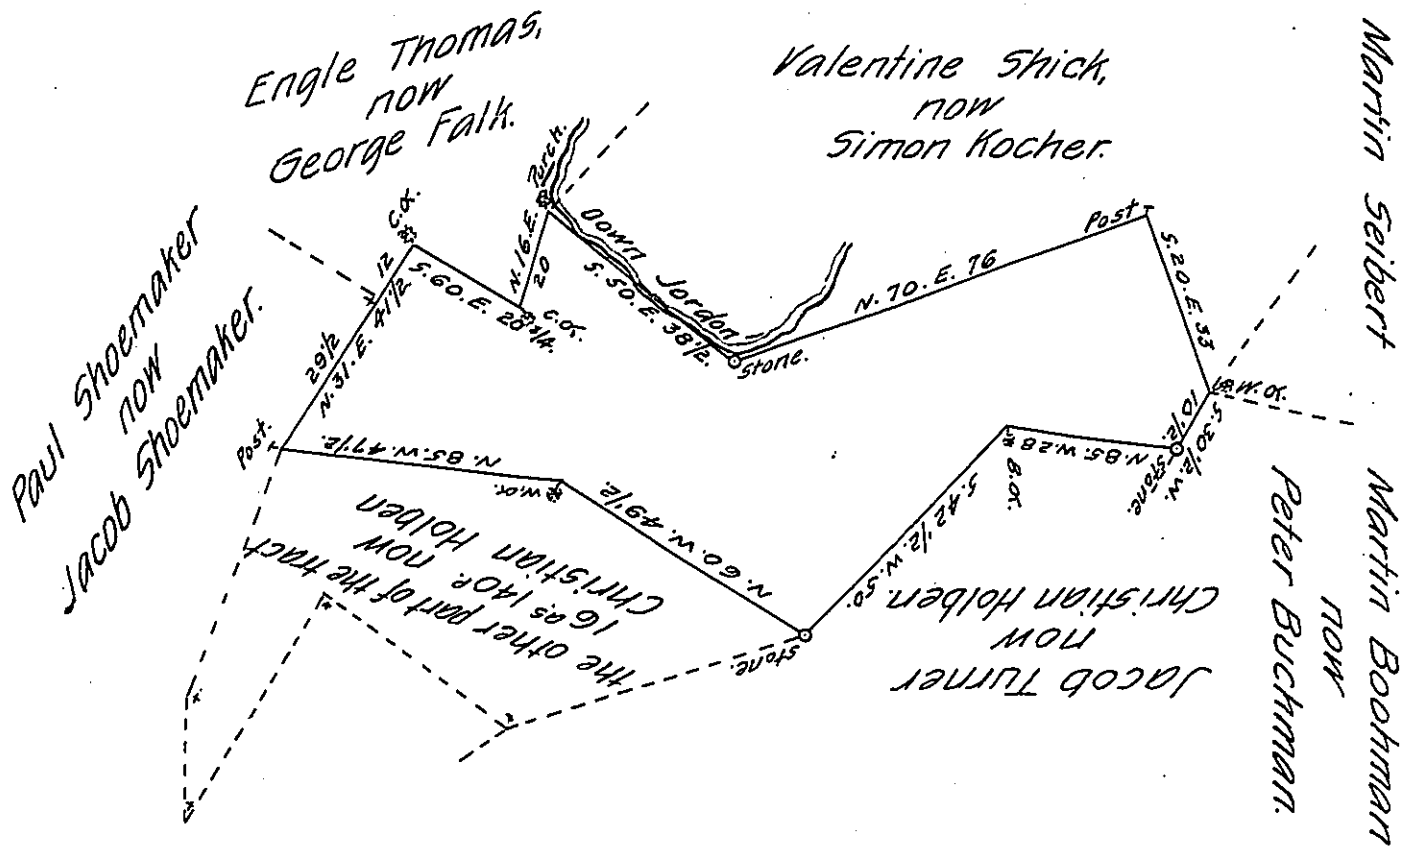 Engle Thomas,
now
George Falk.
Valentine Shick,
now
Simon Kocher.
Martin Seibert
Martin Boohman
now
Peter Buchman.
Paul Shoemaker
now
Jacob Shoemaker.
Jacob Turner
now
Christian Holben.
the other part of the tract
16 as 140 P. now
Christian Holben
Post.
29 1/2
12
N. 31. E. 41 1/2
C.O.
S. 60. E. 20 3/4.
C.O.
N. 16. E.
20
Purch.
Down Jordon
S. 50. E. 38 1/2.
Stone.
N. 70. E. 76
Post
S. 20. E. 33
W.O.
S. 30 1/2. W.
10 1/2.
Stone.
N. 85. W. 28
B.O.
S. 42 1/2. W. 50.
Stone.
N. 60. W. 49 1/2.
W.O.
N. 85. W. 47 1/2.